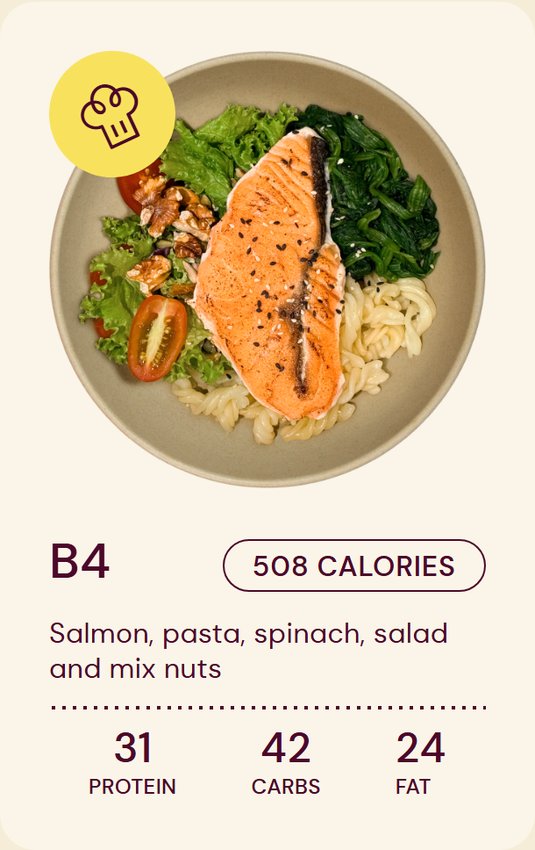 B4
508 CALORIES
Salmon, pasta, spinach, salad
and mix nuts
31 42 24
PROTEIN CARBS FAT